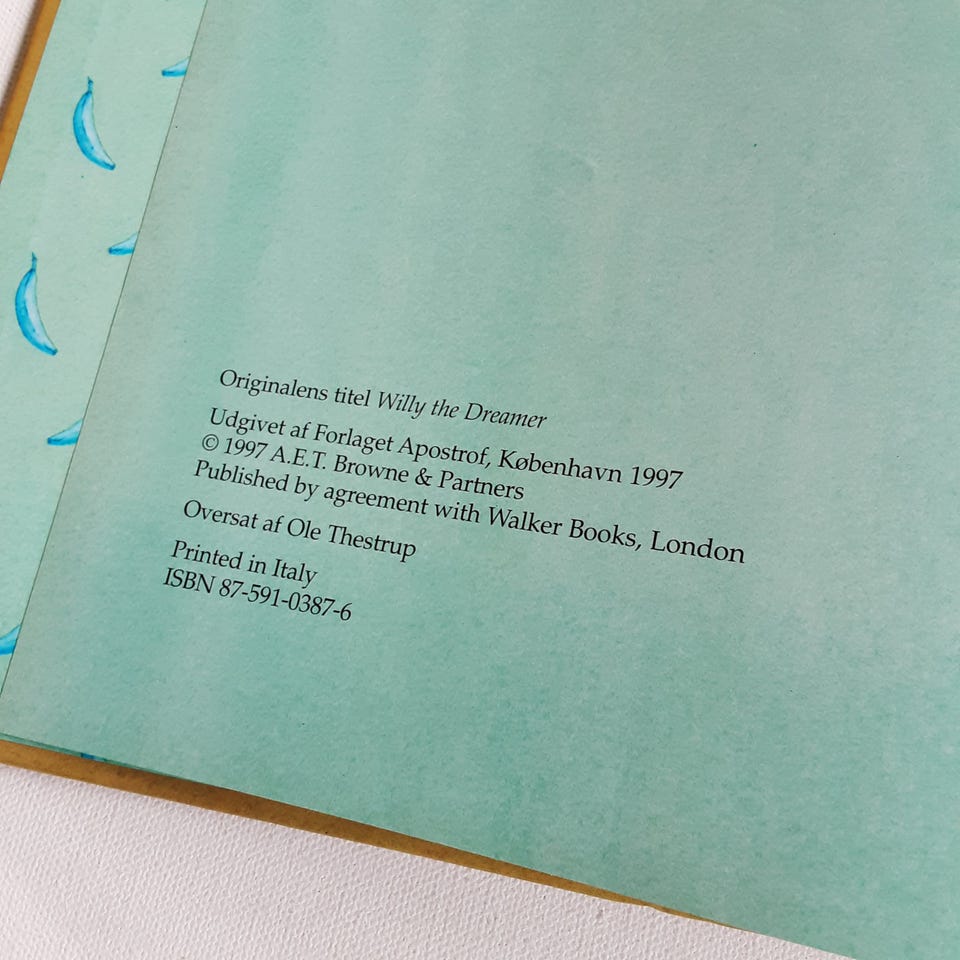 Originalens titel Willy the Dreamer
Udgivet af Forlaget Apostrof, København 1997
© 1997 A.E.T. Browne & Partners
Published by agreement with Walker Books, London
Oversat af Ole Thestrup
Printed in Italy
ISBN 87-591-0387-6